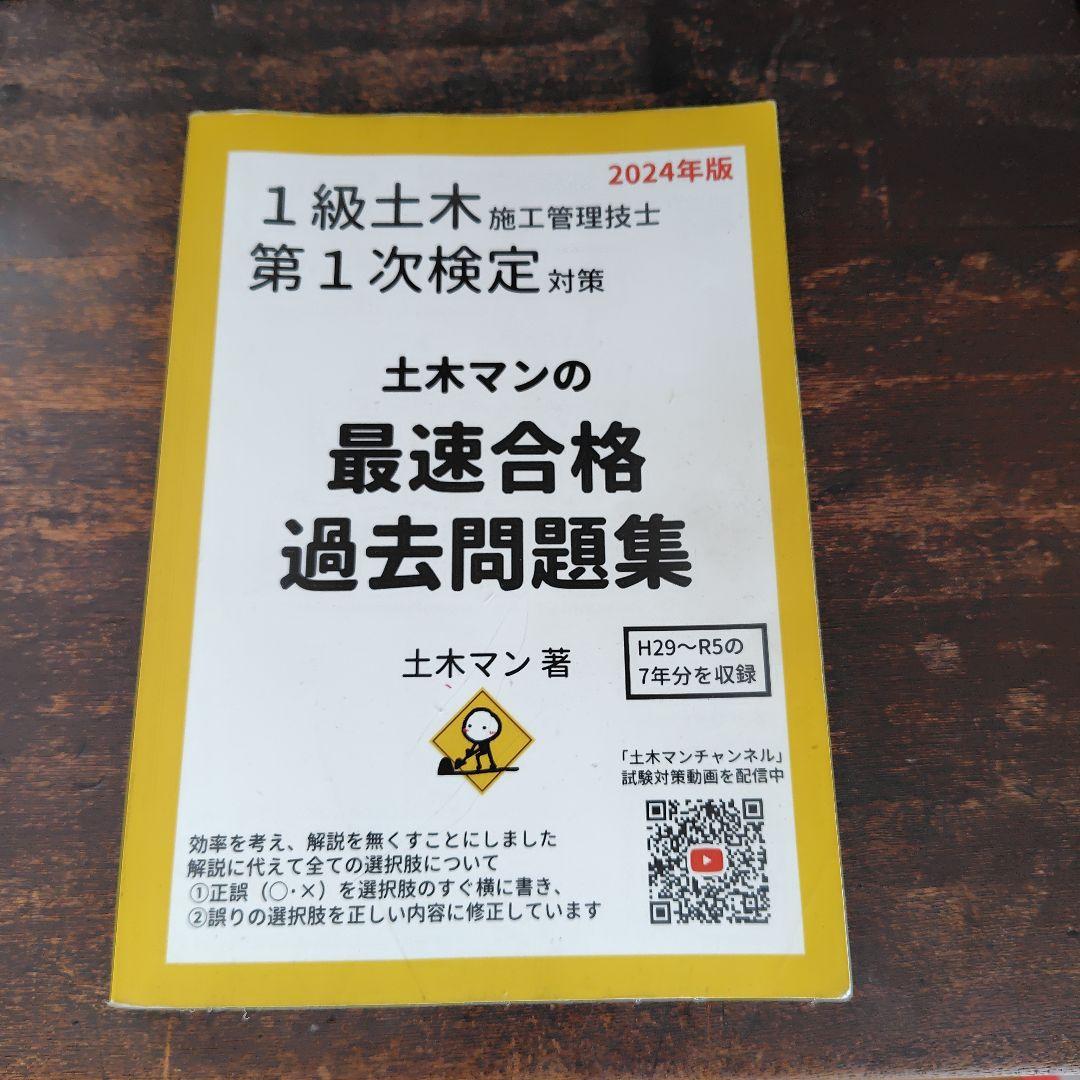 2024年版
1級土木 施工管理技士
第1次検定 対策
土木マンの
最速合格
過去問題集
土木マン 著
H29～R5の
7年分を収録
「土木マンチャンネル」
試験対策動画を配信中
効率を考え、解説を無くすことにしました
解説に代えて全ての選択肢について
①正誤（○・×）を選択肢のすぐ横に書き、
②誤りの選択肢を正しい内容に修正しています